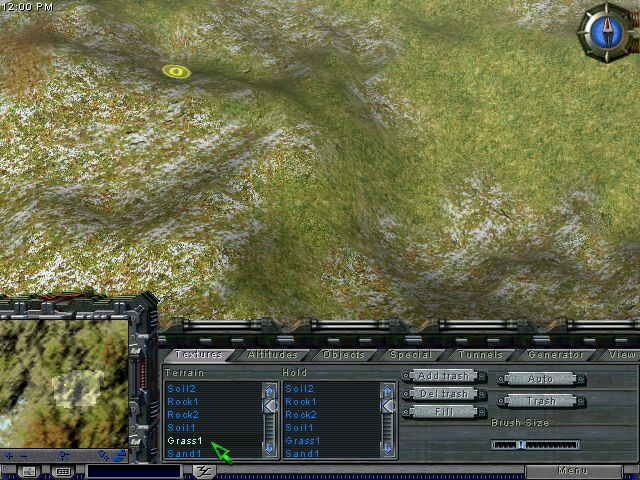 12:00 PM
Textures Altitudes Objects Special Tunnels Generator View
Terrain Hold
Soil2 Soil2
Rock1 Rock1
Rock2 Rock2
Soil1 Soil1
Grass1 Grass1
Sand1 Sand1
Add trash Auto
Del trash Trash
Fill
Brush Size
Menu